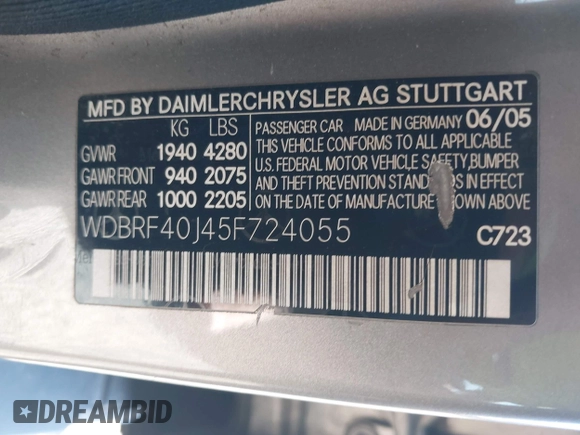 MFD BY DAIMLERCHRYSLER AG STUTTGART
KG LBS
GVWR 1940 4280
GAWR FRONT 940 2075
GAWR REAR 1000 2205
PASSENGER CAR MADE IN GERMANY 06/05
THIS VEHICLE CONFORMS TO ALL APPLICABLE
U.S. FEDERAL MOTOR VEHICLE SAFETY, BUMPER
AND THEFT PREVENTION STANDARDS IN EFFECT
ON THE DATE OF MANUFACTURE SHOWN ABOVE
WDBRF40J45F724055
C723
DREAMBID